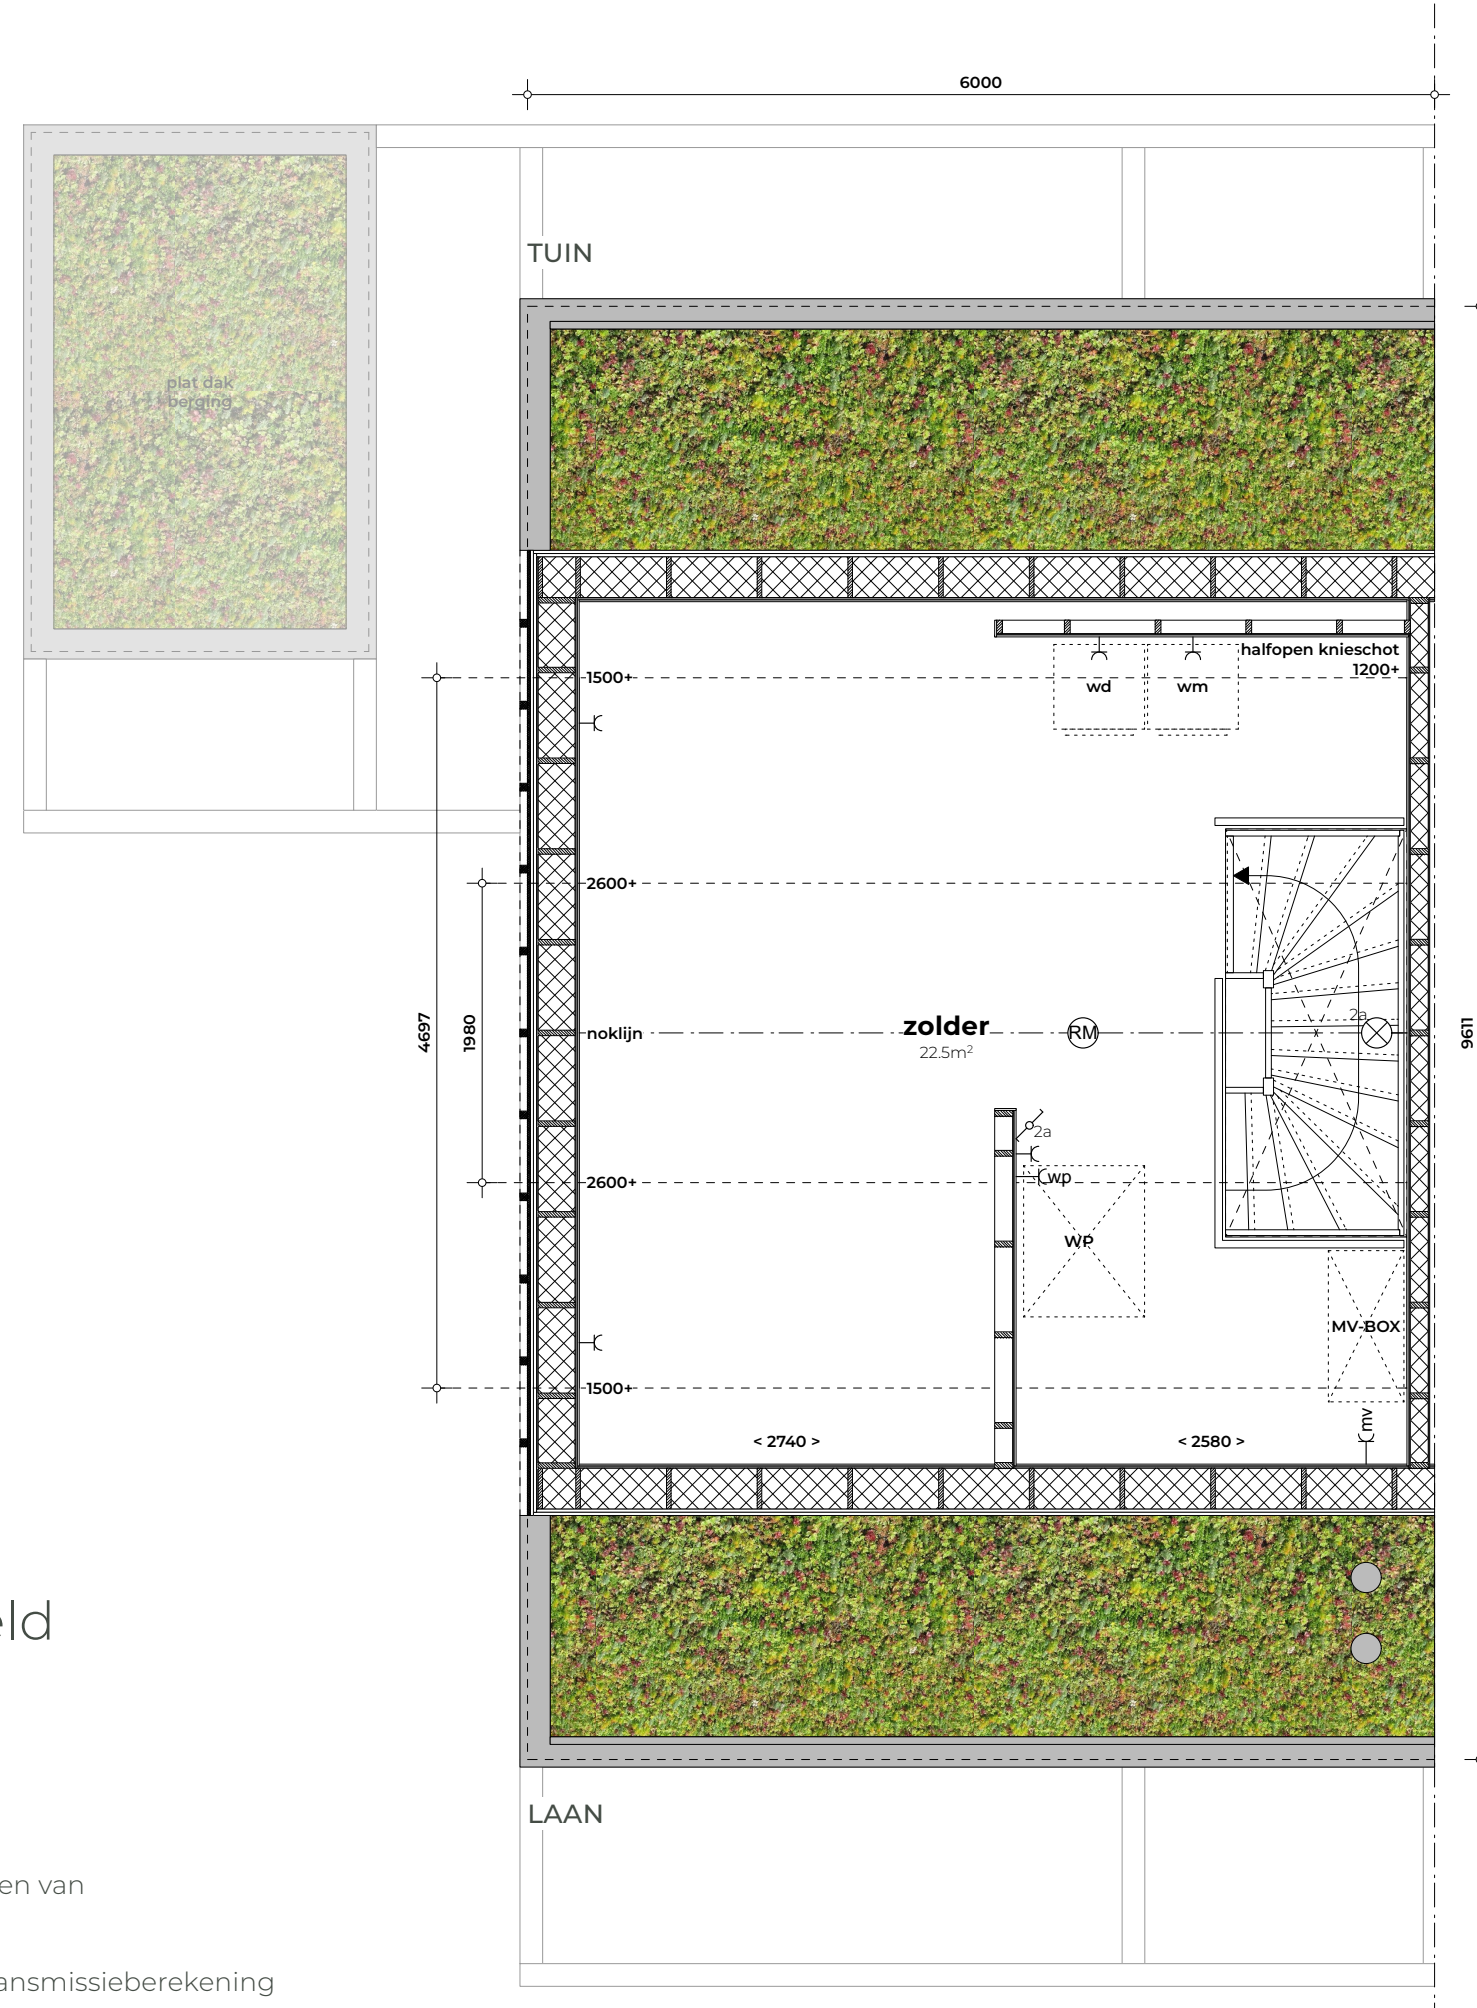 6000
TUIN
plat dak
berging
halfopen knieschot
1200+
1500+
wd
wm
2600+
4697
1980
noklijn
zolder
22.5m²
RM
2a
9611
2a
wp
2600+
WP
MV-BOX
1500+
mv
< 2740 >
< 2580 >
eld
LAAN
en van
ansmissieberekening